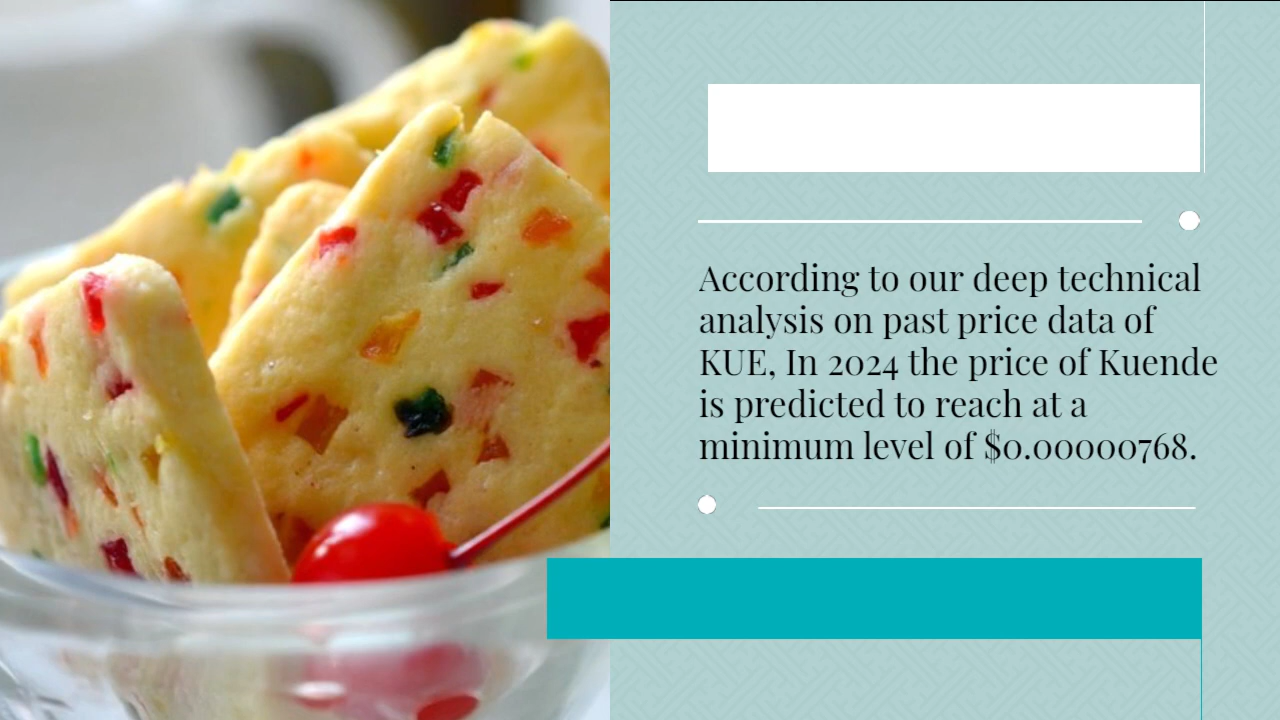 According to our deep technical
analysis on past price data of
KUE, In 2024 the price of Kuende
is predicted to reach at a
minimum level of $0.00000768.